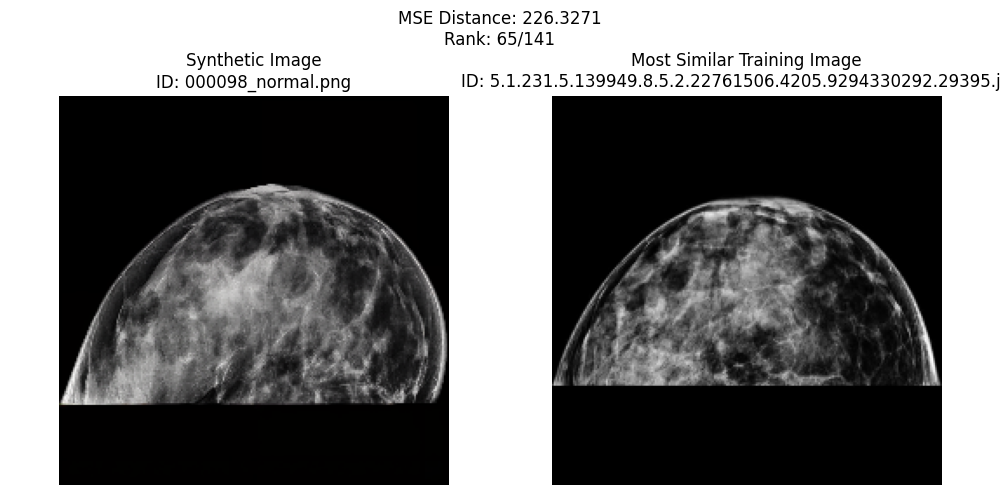 MSE Distance: 226.3271
Rank: 65/141
Synthetic Image
ID: 000098_normal.png
Most Similar Training Image
ID: 5.1.231.5.139949.8.5.2.22761506.4205.9294330292.29395.j